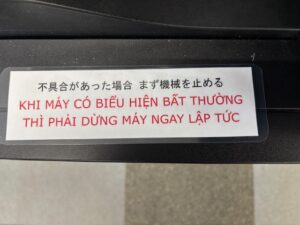 不具合があった場合 まず機械を止める
KHI MÁY CÓ BIỂU HIỆN BẤT THƯỜNG
THÌ PHẢI DỪNG MÁY NGAY LẬP TỨC